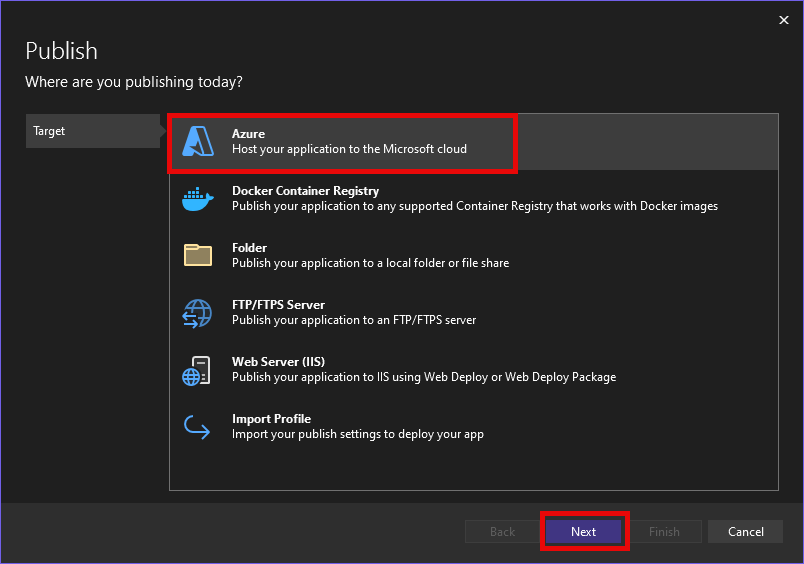 Publish
Where are you publishing today?
Target
Azure
Host your application to the Microsoft cloud
Docker Container Registry
Publish your application to any supported Container Registry that works with Docker images
Folder
Publish your application to a local folder or file share
FTP/FTPS Server
Publish your application to an FTP/FTPS server
Web Server (IIS)
Publish your application to IIS using Web Deploy or Web Deploy Package
Import Profile
Import your publish settings to deploy your app
Back
Next
Finish
Cancel